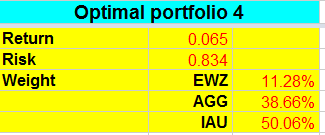 Optimal portfolio 4
Return 0.065
Risk 0.834
Weight EWZ 11.28%
AGG 38.66%
IAU 50.06%